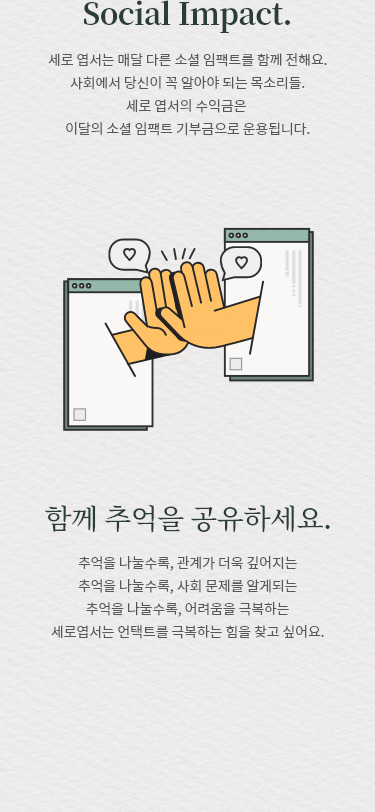 Social Impact.
세로 엽서는 매달 다른 소셜 임팩트를 함께 전해요.
사회에서 당신이 꼭 알아야 되는 목소리들.
세로 엽서의 수익금은
이달의 소셜 임팩트 기부금으로 운용됩니다.
함께 추억을 공유하세요.
추억을 나눌수록, 관계가 더욱 깊어지는
추억을 나눌수록, 사회 문제를 알게되는
추억을 나눌수록, 어려움을 극복하는
세로엽서는 언택트를 극복하는 힘을 찾고 싶어요.